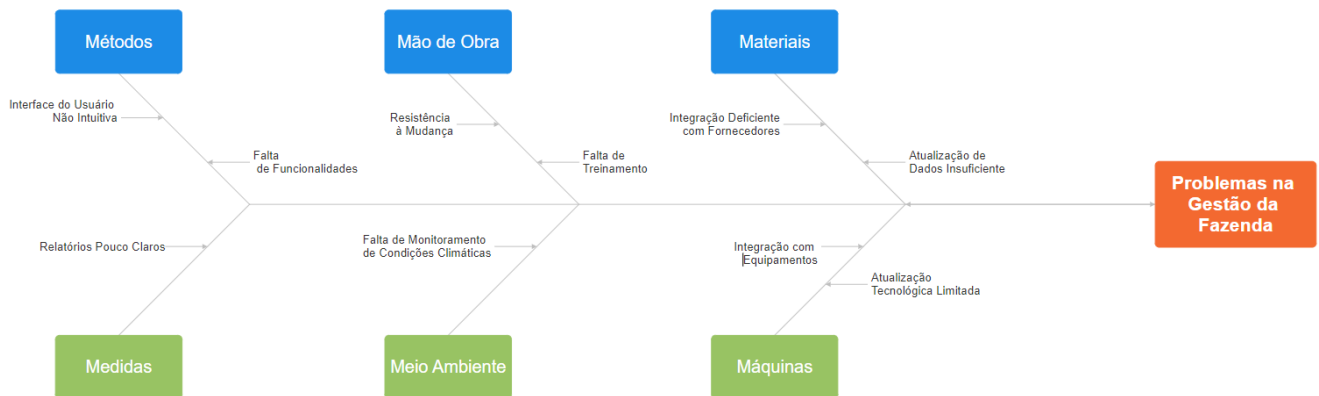 Métodos
Mão de Obra
Materiais
Interface do Usuário
Não Intuitiva
Resistência
à Mudança
Integração Deficiente
com Fornecedores
Falta
de Funcionalidades
Falta de
Treinamento
Atualização de
Dados Insuficiente
Problemas na
Gestão da
Fazenda
Relatórios Pouco Claros
Falta de Monitoramento
de Condições Climáticas
Integração com
Equipamentos
Atualização
Tecnológica Limitada
Medidas
Meio Ambiente
Máquinas